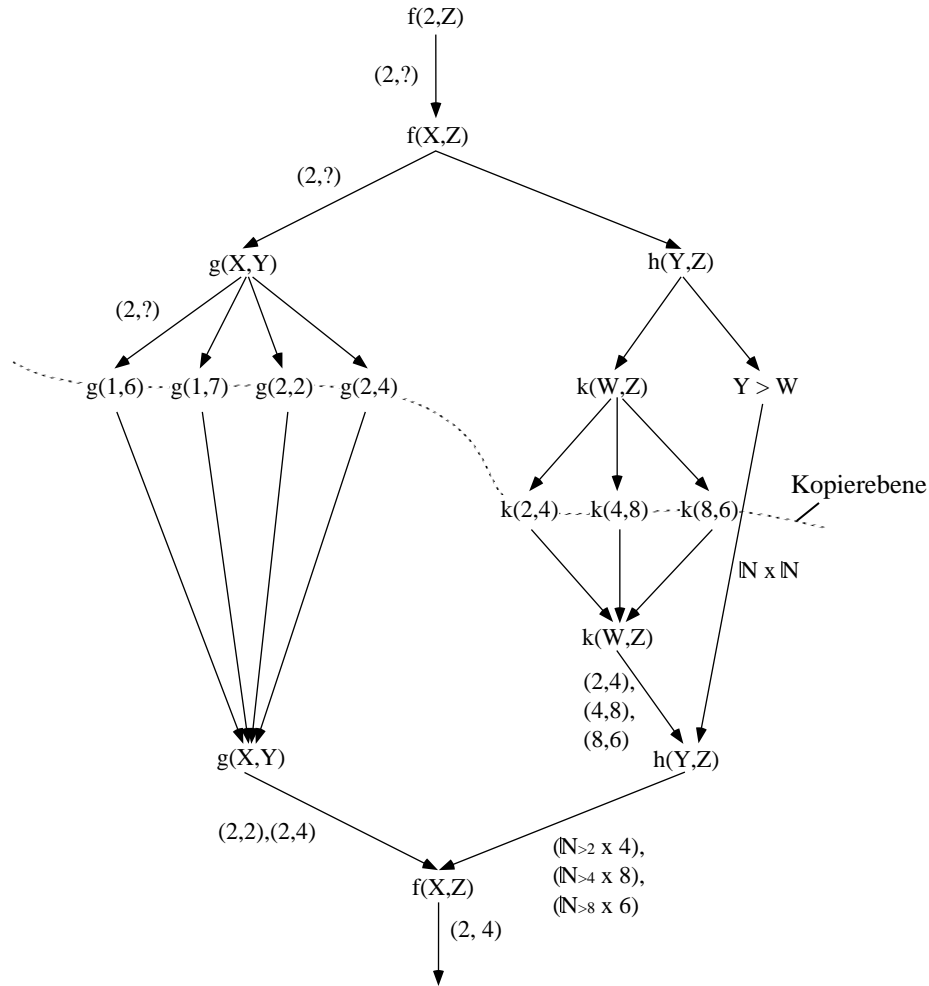 f(2,Z)
(2,?)
f(X,Z)
(2,?)
g(X,Y)
h(Y,Z)
(2,?)
g(1,6) g(1,7) g(2,2) g(2,4)
k(W,Z) Y > W
Kopierebene
k(2,4) k(4,8) k(8,6)
ℕ x ℕ
k(W,Z)
(2,4),
(4,8),
(8,6)
g(X,Y)
h(Y,Z)
(2,2),(2,4)
(ℕ>2 x 4),
(ℕ>4 x 8),
(ℕ>8 x 6)
f(X,Z)
(2, 4)